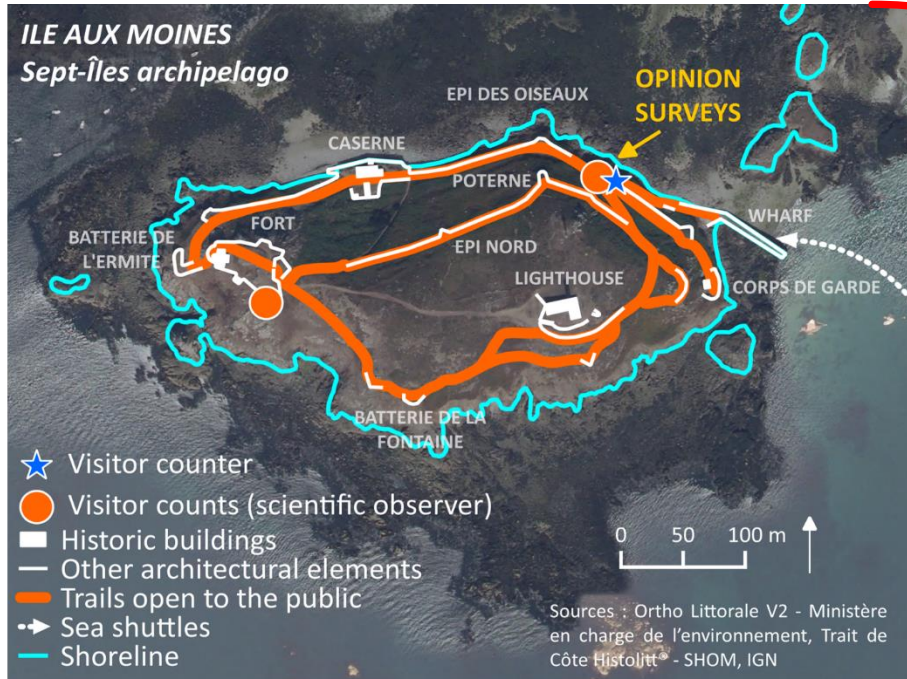 ILE AUX MOINES
Sept-Îles archipelago
OPINION
SURVEYS
EPI DES OISEAUX
CASERNE
POTERNE
WHARF
FORT
BATTERIE DE
L'ERMITE
EPI NORD
LIGHTHOUSE
CORPS DE GARDE
BATTERIE DE LA
FONTAINE
Visitor counter
Visitor counts (scientific observer)
Historic buildings
Other architectural elements
Trails open to the public
Sea shuttles
Shoreline
0 50 100 m
Sources : Ortho Littorale V2 - Ministère
en charge de l'environnement, Trait de
Côte Histolitt® - SHOM, IGN